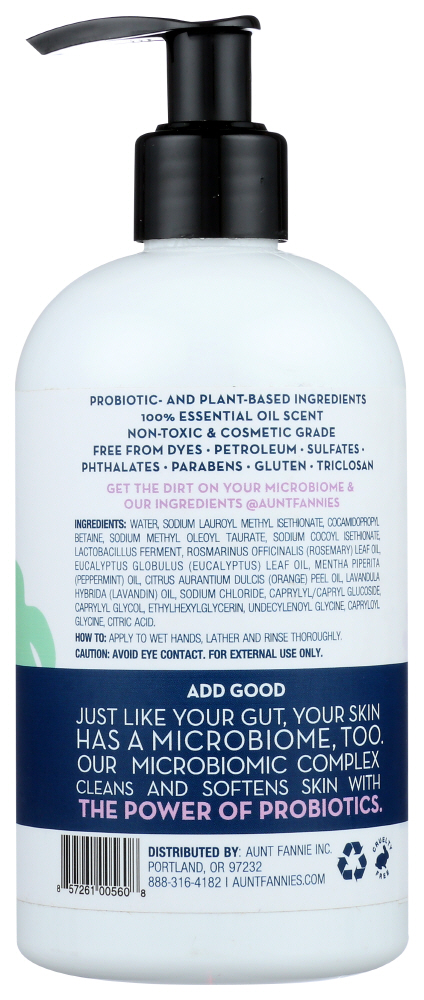 PROBIOTIC- AND PLANT-BASED INGREDIENTS
100% ESSENTIAL OIL SCENT
NON-TOXIC & COSMETIC GRADE
FREE FROM DYES • PETROLEUM • SULFATES •
PHTHALATES • PARABENS • GLUTEN • TRICLOSAN
GET THE DIRT ON YOUR MICROBIOME &
OUR INGREDIENTS @AUNTFANNIES
INGREDIENTS: WATER, SODIUM LAUROYL METHYL ISETHIONATE, COCAMIDOPROPYL
BETAINE, SODIUM METHYL OLEOYL TAURATE, SODIUM COCOYL ISETHIONATE,
LACTOBACILLUS FERMENT, ROSMARINUS OFFICINALIS (ROSEMARY) LEAF OIL,
EUCALYPTUS GLOBULUS (EUCALYPTUS) LEAF OIL, MENTHA PIPERITA
(PEPPERMINT) OIL, CITRUS AURANTIUM DULCIS (ORANGE) PEEL OIL, LAVANDULA
HYBRIDA (LAVANDIN) OIL, SODIUM CHLORIDE, CAPRYLYL/CAPRYL GLUCOSIDE,
CAPRYLYL GLYCOL, ETHYLHEXYLGLYCERIN, UNDECYLENOYL GLYCINE, CAPRYLOYL
GLYCINE, CITRIC ACID.
HOW TO: APPLY TO WET HANDS, LATHER AND RINSE THOROUGHLY.
CAUTION: AVOID EYE CONTACT. FOR EXTERNAL USE ONLY.
ADD GOOD
JUST LIKE YOUR GUT, YOUR SKIN
HAS A MICROBIOME, TOO.
OUR MICROBIOMIC COMPLEX
CLEANS AND SOFTENS SKIN WITH
THE POWER OF PROBIOTICS.
DISTRIBUTED BY: AUNT FANNIE INC.
PORTLAND, OR 97232
888-316-4182 | AUNTFANNIES.COM
CRUELTY
FREE
8 57261 00560 8